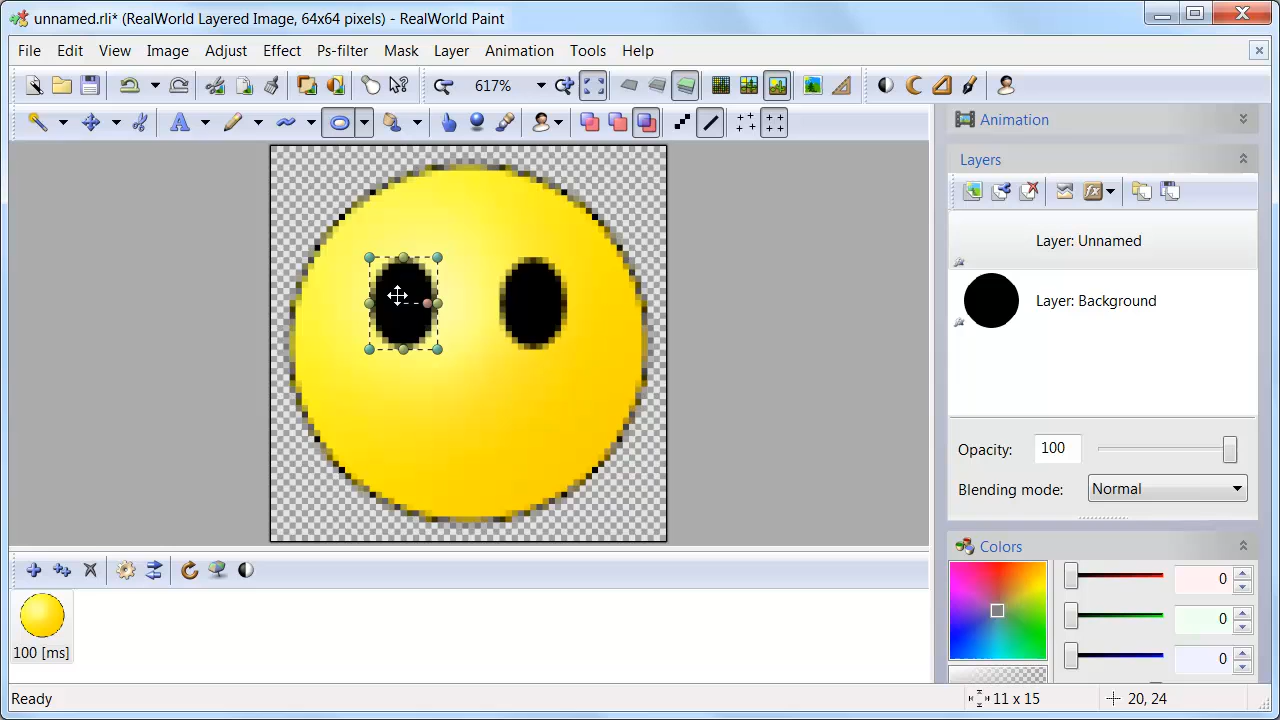 unnamed.rli* (RealWorld Layered Image, 64x64 pixels) - RealWorld Paint
File Edit View Image Adjust Effect Ps-filter Mask Layer Animation Tools Help
617%
Animation
Layers
Layer: Unnamed
Layer: Background
Opacity: 100
Blending mode: Normal
Colors
0
0
0
100 [ms]
Ready 11 x 15 20, 24